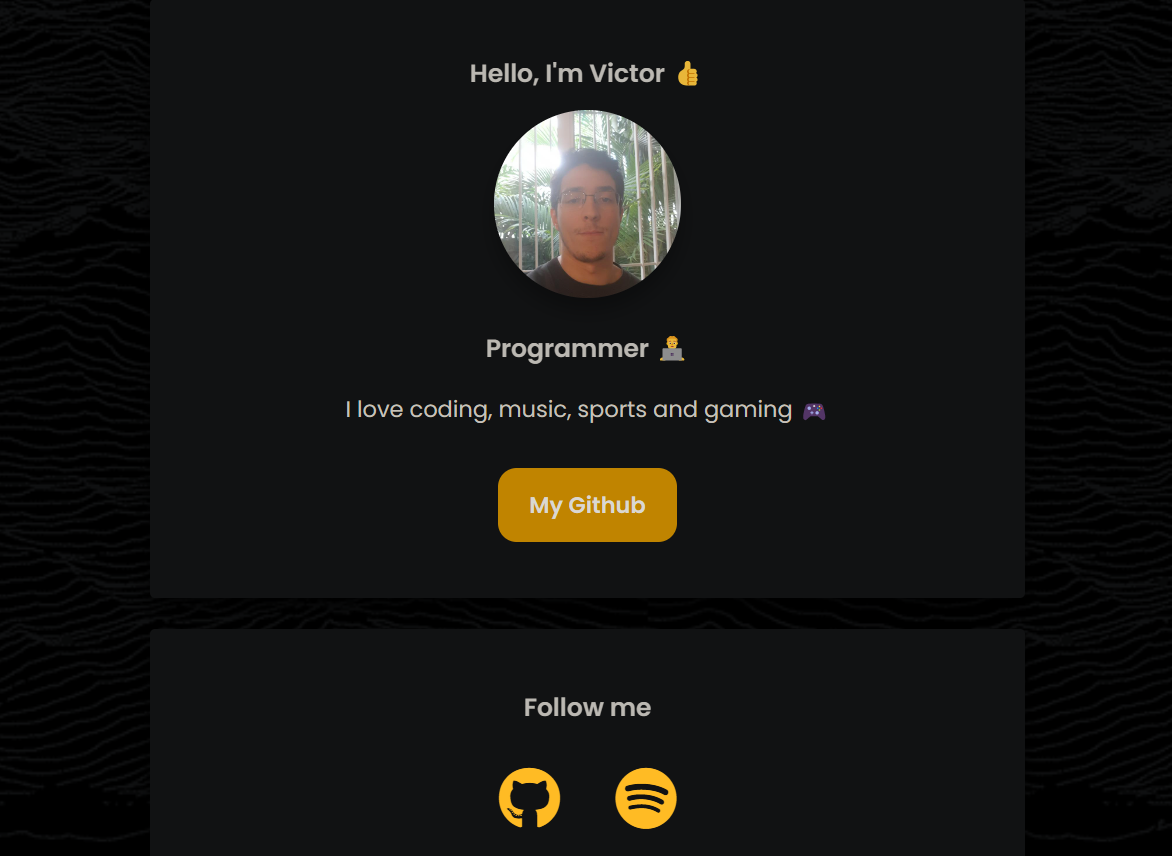 Hello, I'm Victor 👍
Programmer 👨‍💻
I love coding, music, sports and gaming 🎮
My Github
Follow me